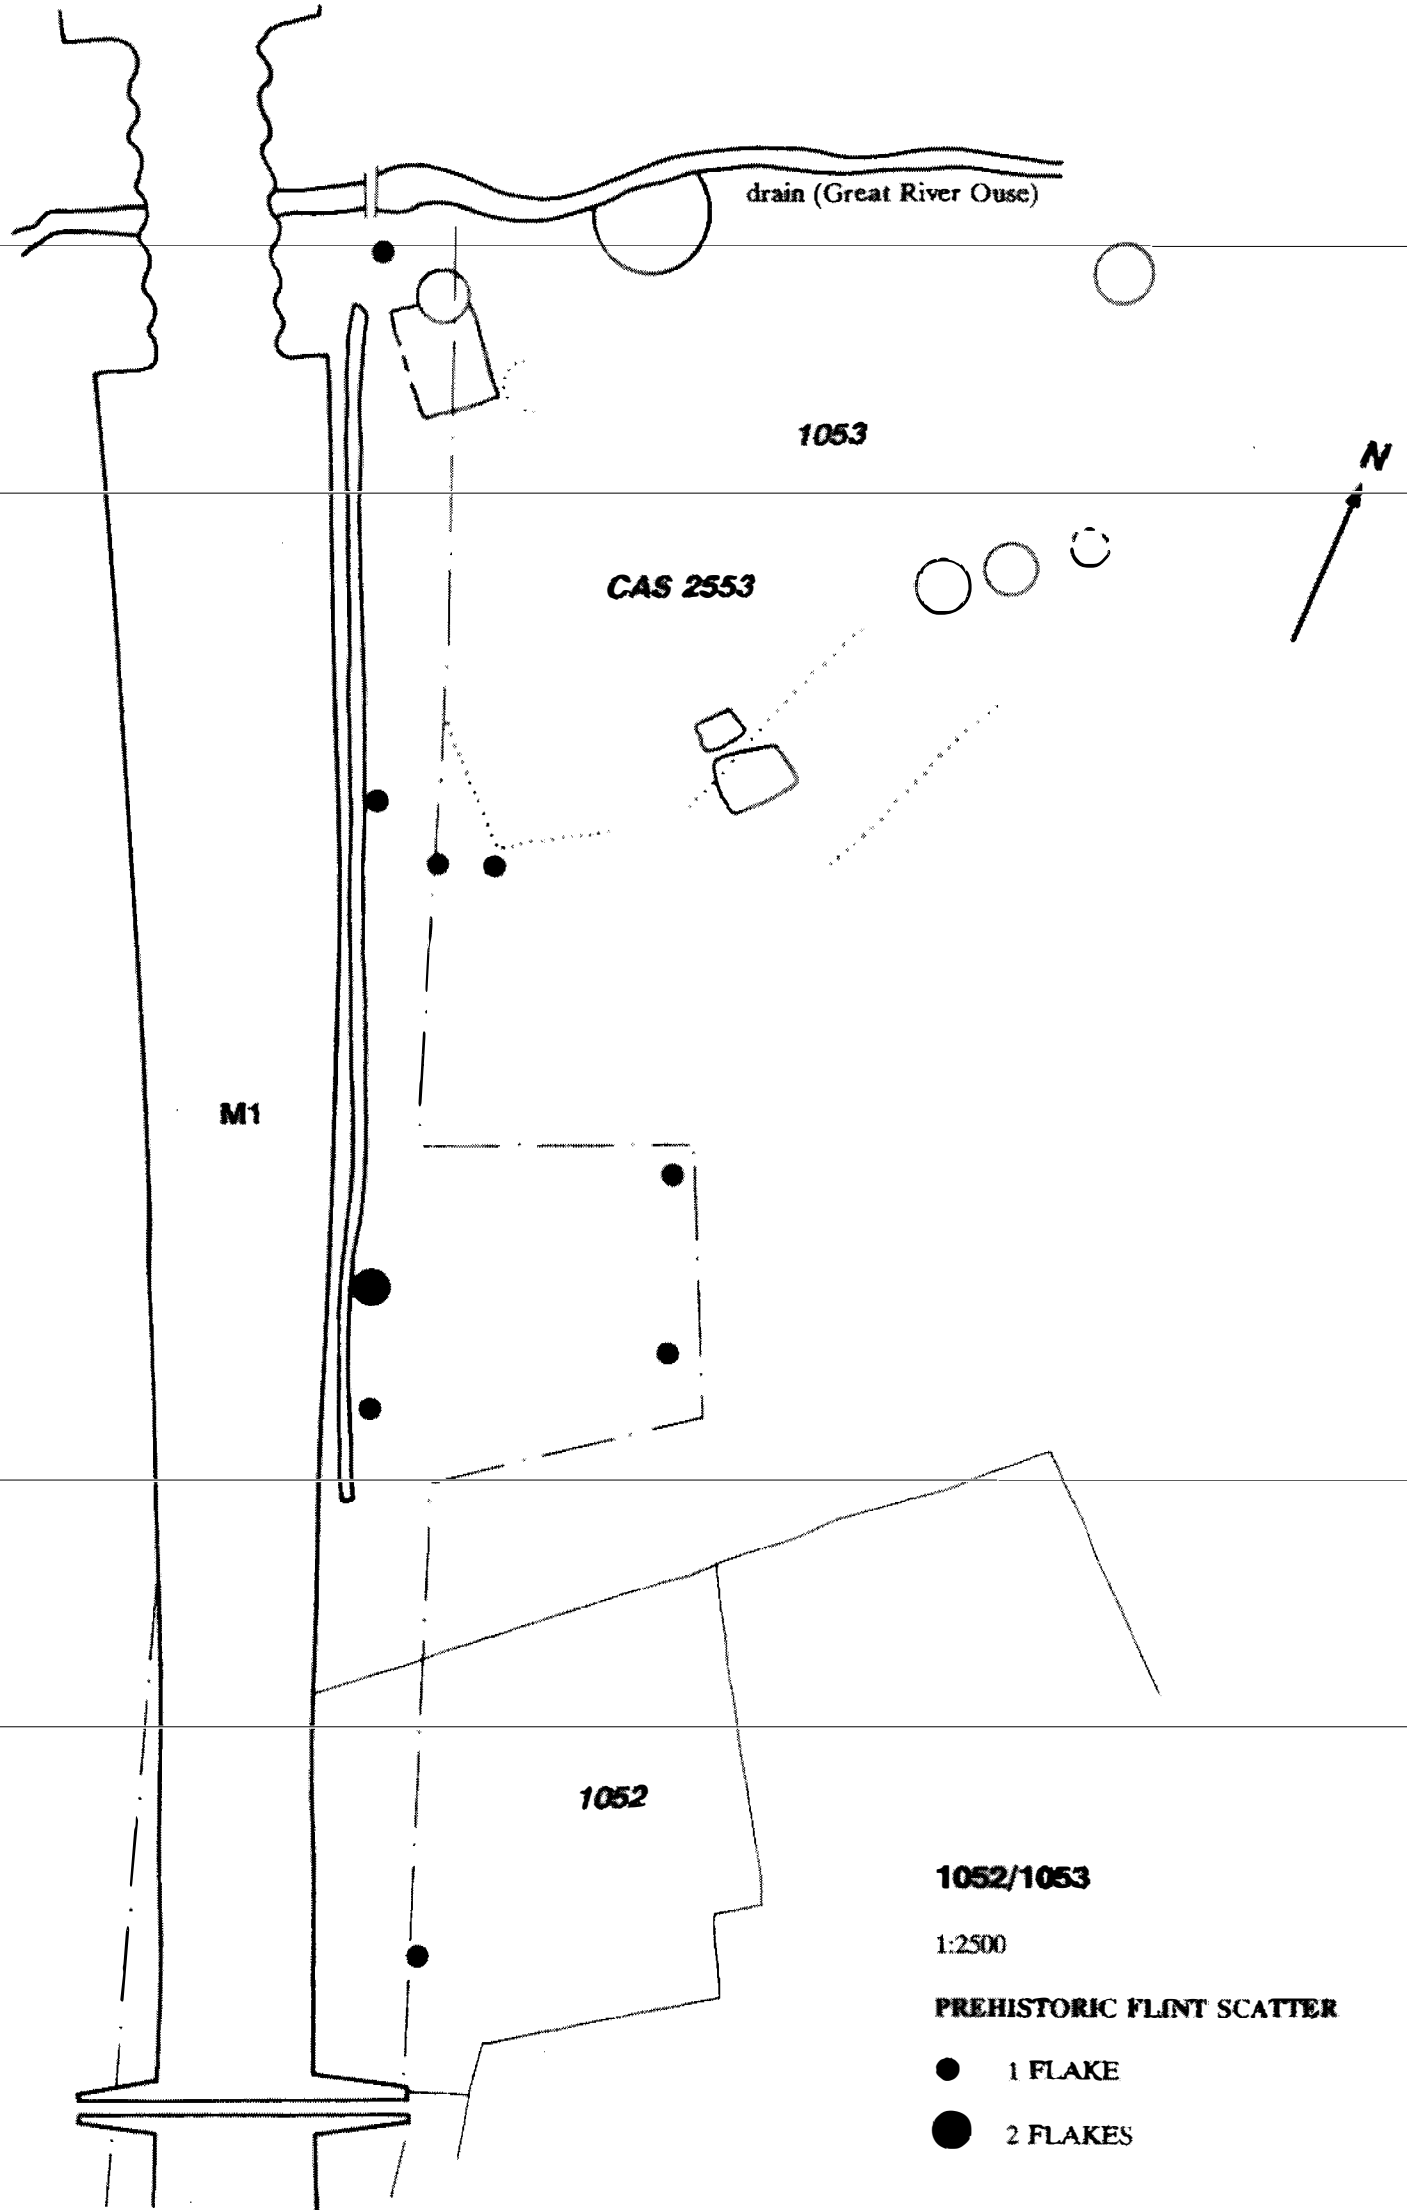 drain (Great River Ouse)
1053
N
CAS 2553
M1
1052
1052/1053
1:2500
PREHISTORIC FLINT SCATTER
1 FLAKE
2 FLAKES